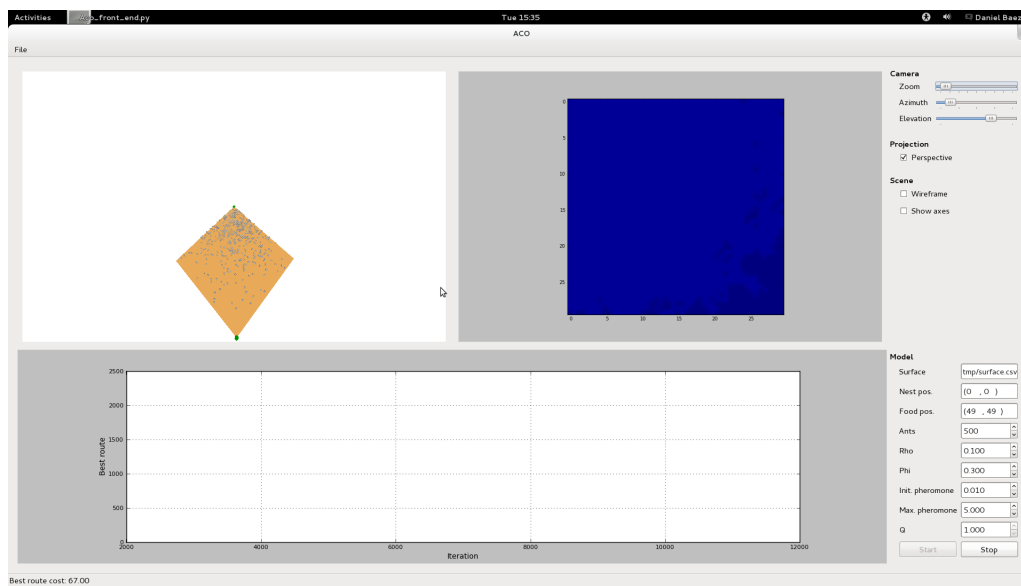 Activities
_front_end.py
Tue 15:35
Daniel Baez
ACO
File
0
5
10
15
20
25
0 5 10 15 20 25
Camera
Zoom
Azimuth
Elevation
Projection
Perspective
Scene
Wireframe
Show axes
2500
2000
1500
1000
500
0
Best route
2000 4000 6000 8000 10000 12000
Iteration
Model
Surface tmp/surface.csv
Nest pos. (0 , 0 )
Food pos. (49 , 49 )
Ants 500
Rho 0.100
Phi 0.300
Init. pheromone 0.010
Max. pheromone 5.000
Q 1.000
Start Stop
Best route cost: 67.00